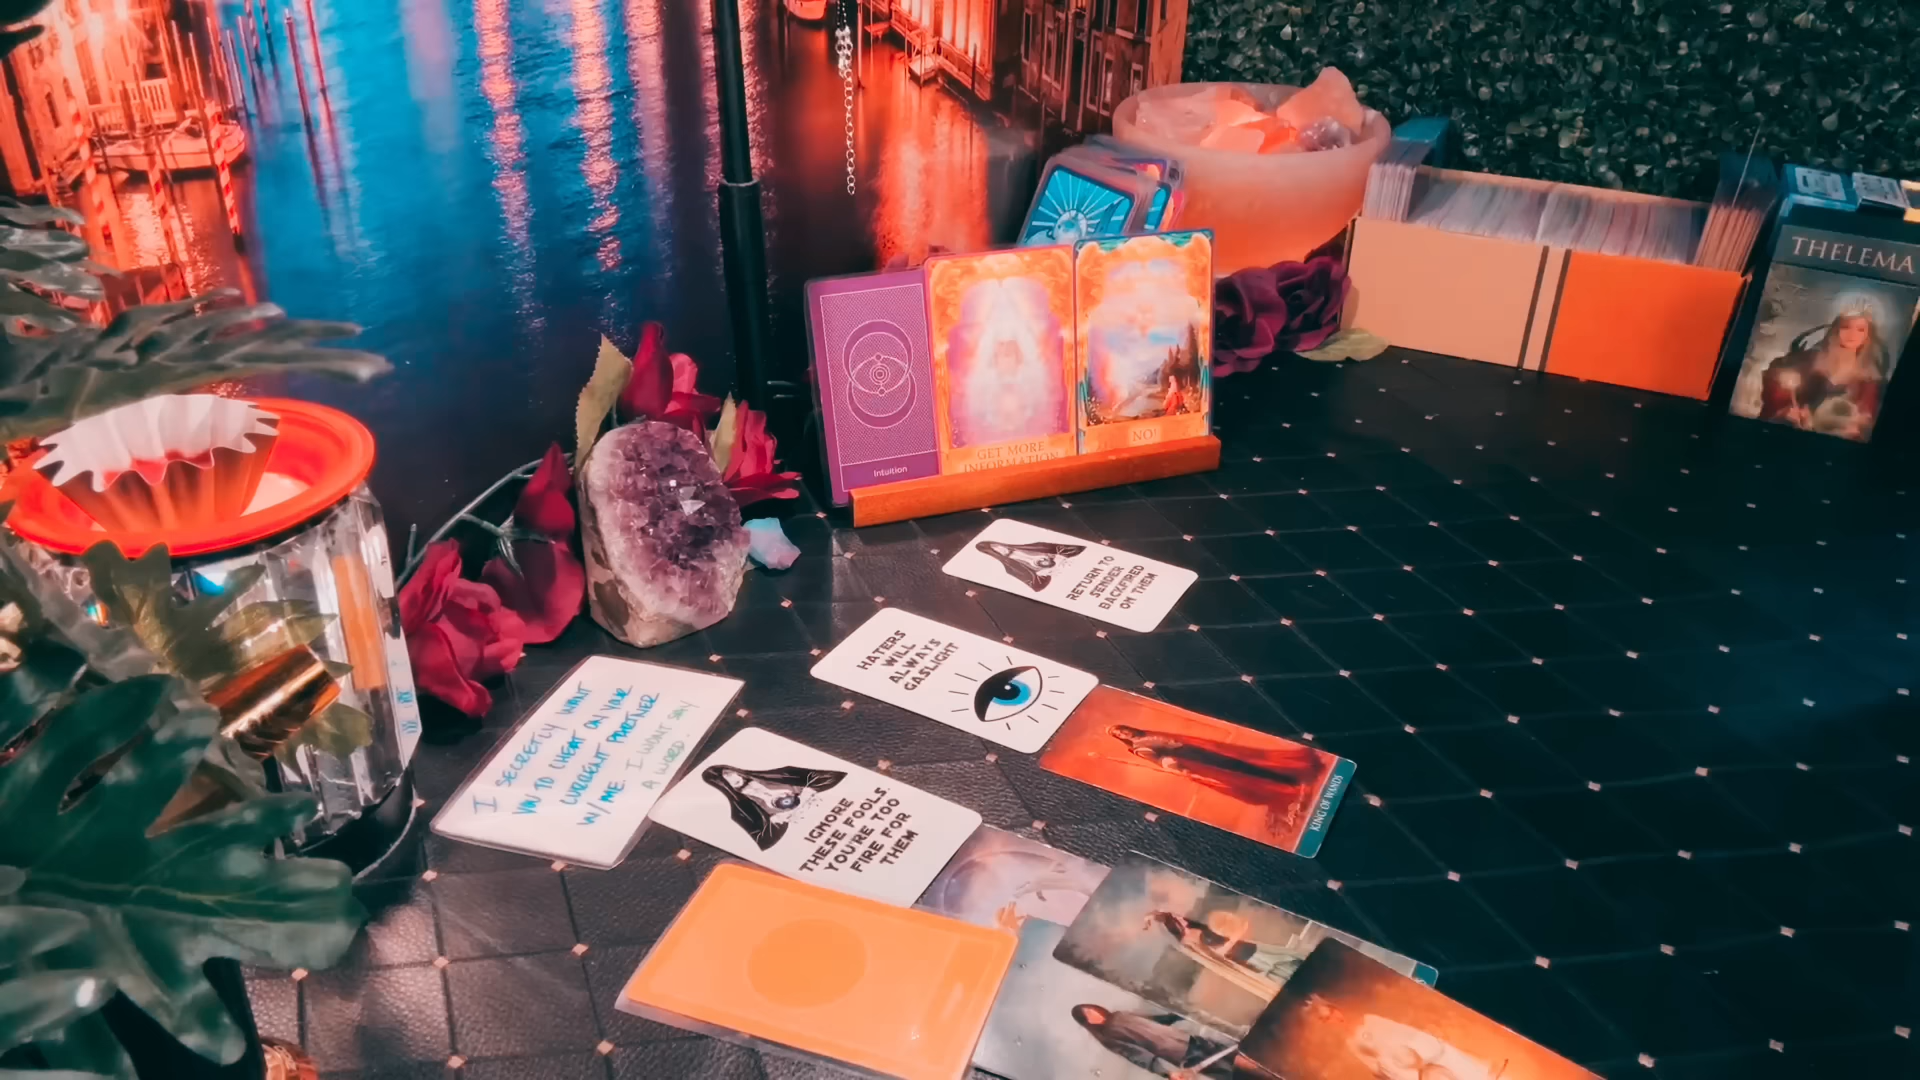 THELEMA
Intuition
GET MORE
INFORMATION
NO!
RETURN TO
SENDER
BACKFIRED
ON THEM
HATERS
WILL
ALWAYS
GASLIGHT
KING OF WANDS
I SECRETLY WANT
YOU TO CHEAT ON YOUR
CURRENT PARTNER
W/ME. I WONT SAY
A WORD.
IGNORE
THESE FOOLS.
YOU'RE TOO
FIRE FOR
THEM